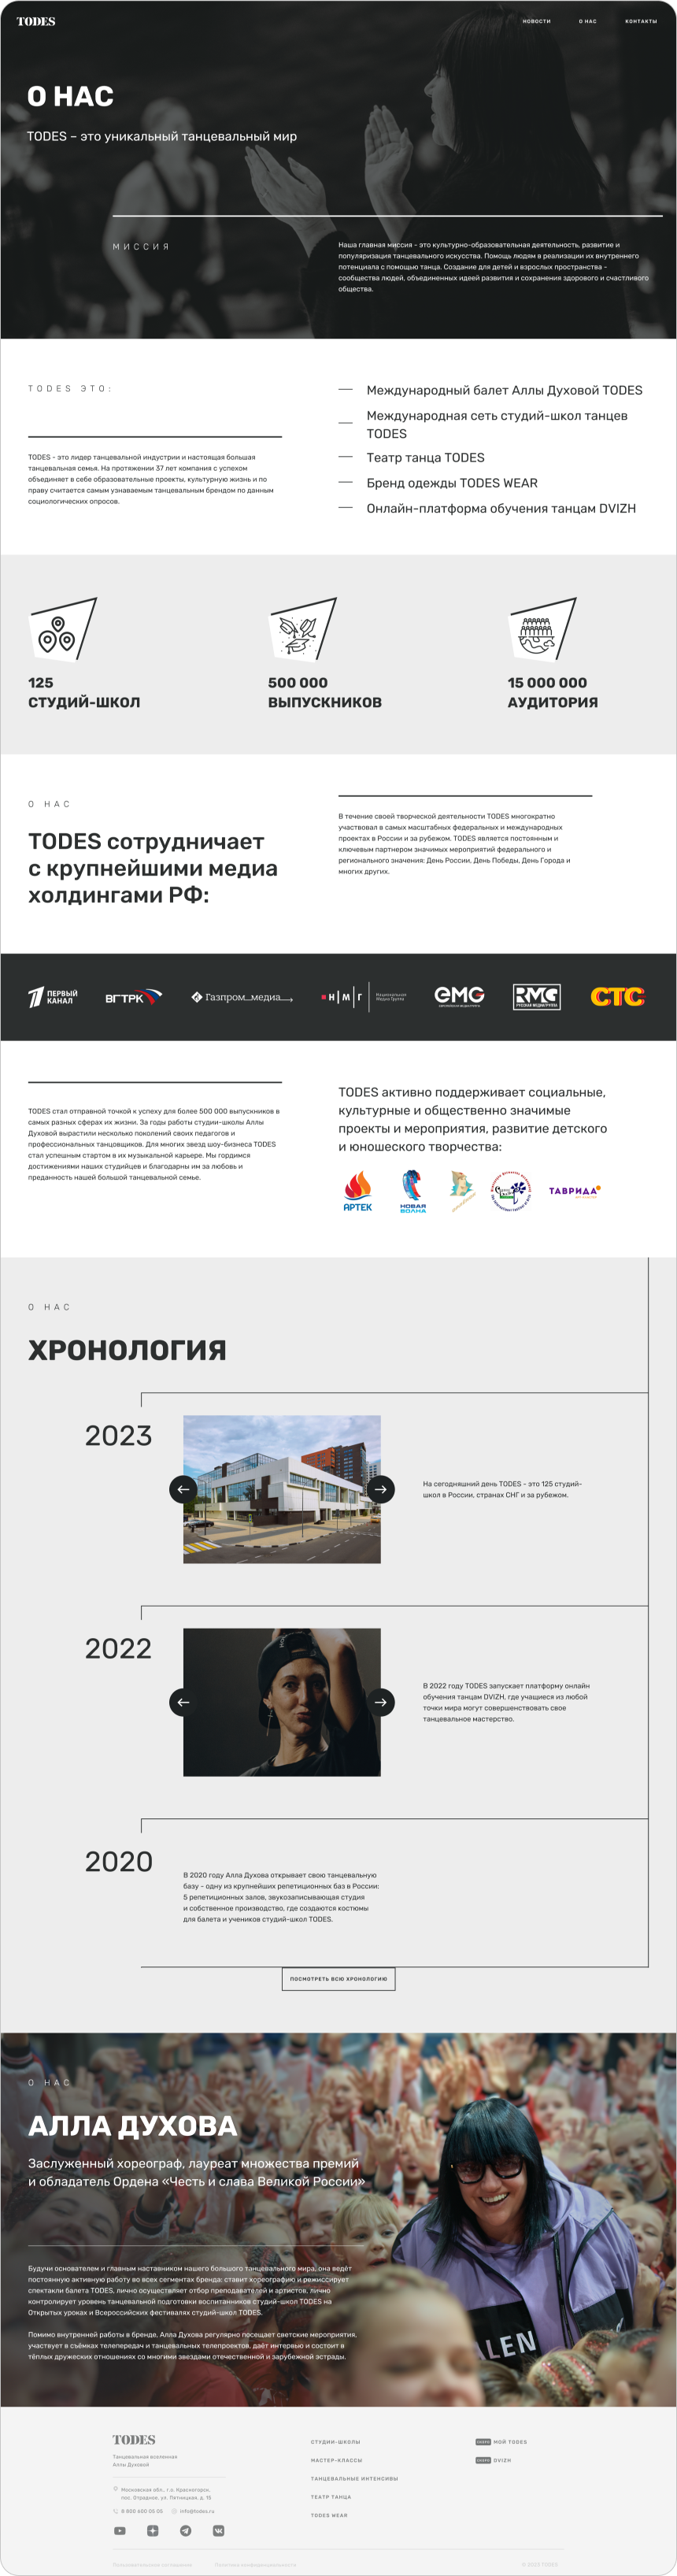 TODES
НОВОСТИ
О НАС
КОНТАКТЫ
О НАС
TODES – это уникальный танцевальный мир
МИССИЯ
Наша главная миссия - это культурно-образовательная деятельность, развитие и
популяризация танцевального искусства. Помощь людям в реализации их внутреннего
потенциала с помощью танца. Создание для детей и взрослых пространства -
сообщества людей, объединенных идеей развития и сохранения здорового и счастливого
общества.
TODES ЭТО:
TODES - это лидер танцевальной индустрии и настоящая большая
танцевальная семья. На протяжении 37 лет компания с успехом
объединяет в себе образовательные проекты, культурную жизнь и по
праву считается самым узнаваемым танцевальным брендом по данным
социологических опросов.
Международный балет Аллы Духовой TODES
Международная сеть студий-школ танцев
TODES
Театр танца TODES
Бренд одежды TODES WEAR
Онлайн-платформа обучения танцам DVIZH
125
СТУДИЙ-ШКОЛ
500 000
ВЫПУСКНИКОВ
15 000 000
АУДИТОРИЯ
О НАС
TODES сотрудничает
с крупнейшими медиа
холдингами РФ:
В течение своей творческой деятельности TODES многократно
участвовал в самых масштабных федеральных и международных
проектах в России и за рубежом. TODES является постоянным и
ключевым партнером значимых мероприятий федерального и
регионального значения: День России, День Победы, День Города и
многих других.
ПЕРВЫЙ
КАНАЛ
ВГТРК
Газпром_медиа
Н|М|Г
Национальная
Медиа Группа
ЕМГ
RMG
РУССКАЯ МЕДИАГРУППА
СТС
TODES стал отправной точкой к успеху для более 500 000 выпускников в
самых разных сферах их жизни. За годы работы студии-школы Аллы
Духовой вырастили несколько поколений своих педагогов и
профессиональных танцовщиков. Для многих звезд шоу-бизнеса TODES
стал успешным стартом в их музыкальной карьере. Мы гордимся
достижениями наших студийцев и благодарны им за любовь и
преданность нашей большой танцевальной семье.
TODES активно поддерживает социальные,
культурные и общественно значимые
проекты и мероприятия, развитие детского
и юношеского творчества:
АРТЕК
НОВАЯ
ВОЛНА
ТАВРИДА
О НАС
ХРОНОЛОГИЯ
2023
На сегодняшний день TODES - это 125 студий-
школ в России, странах СНГ и за рубежом.
2022
В 2022 году TODES запускает платформу онлайн
обучения танцам DVIZH, где учащиеся из любой
точки мира могут совершенствовать свое
танцевальное мастерство.
2020
В 2020 году Алла Духова открывает свою танцевальную
базу - одну из крупнейших репетиционных баз в России:
5 репетиционных залов, звукозаписывающая студия
и собственное производство, где создаются костюмы
для балета и учеников студий-школ TODES.
ПОСМОТРЕТЬ ВСЮ ХРОНОЛОГИЮ
О НАС
АЛЛА ДУХОВА
Заслуженный хореограф, лауреат множества премий
и обладатель Ордена «Честь и слава Великой России»
Будучи основателем и главным наставником нашего большого танцевального мира, она ведёт
постоянную активную работу во всех сегментах бренда: ставит хореографию и режиссирует
спектакли балета TODES, лично осуществляет отбор преподавателей и артистов, лично
контролирует уровень танцевальной подготовки воспитанников студий-школ TODES на
Открытых уроках и Всероссийских фестивалях студий-школ TODES.
Помимо внутренней работы в бренде, Алла Духова регулярно посещает светские мероприятия,
участвует в съёмках телепередач и танцевальных телепроектов, даёт интервью и состоит в
тёплых дружеских отношениях со многими звездами отечественной и зарубежной эстрады.
LEN
TODES
Танцевальная вселенная
Аллы Духовой
Московская обл., г.о. Красногорск,
пос. Отрадное, ул. Пятницкая, д. 15
8 800 600 05 05
info@todes.ru
СТУДИИ-ШКОЛЫ
МАСТЕР-КЛАССЫ
ТАНЦЕВАЛЬНЫЕ ИНТЕНСИВЫ
ТЕАТР ТАНЦА
TODES WEAR
МОЙ TODES
DVIZH
Пользовательское соглашение
Политика конфиденциальности
© 2023 TODES